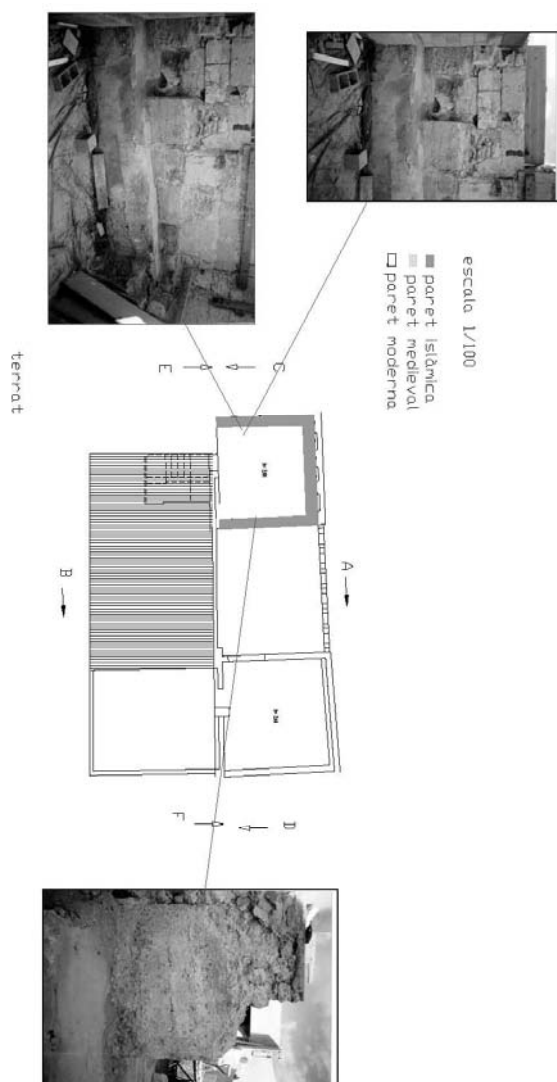 escala 1/100
paret islàmica
paret medieval
paret moderna
terrat
C
E
A
B
D
F